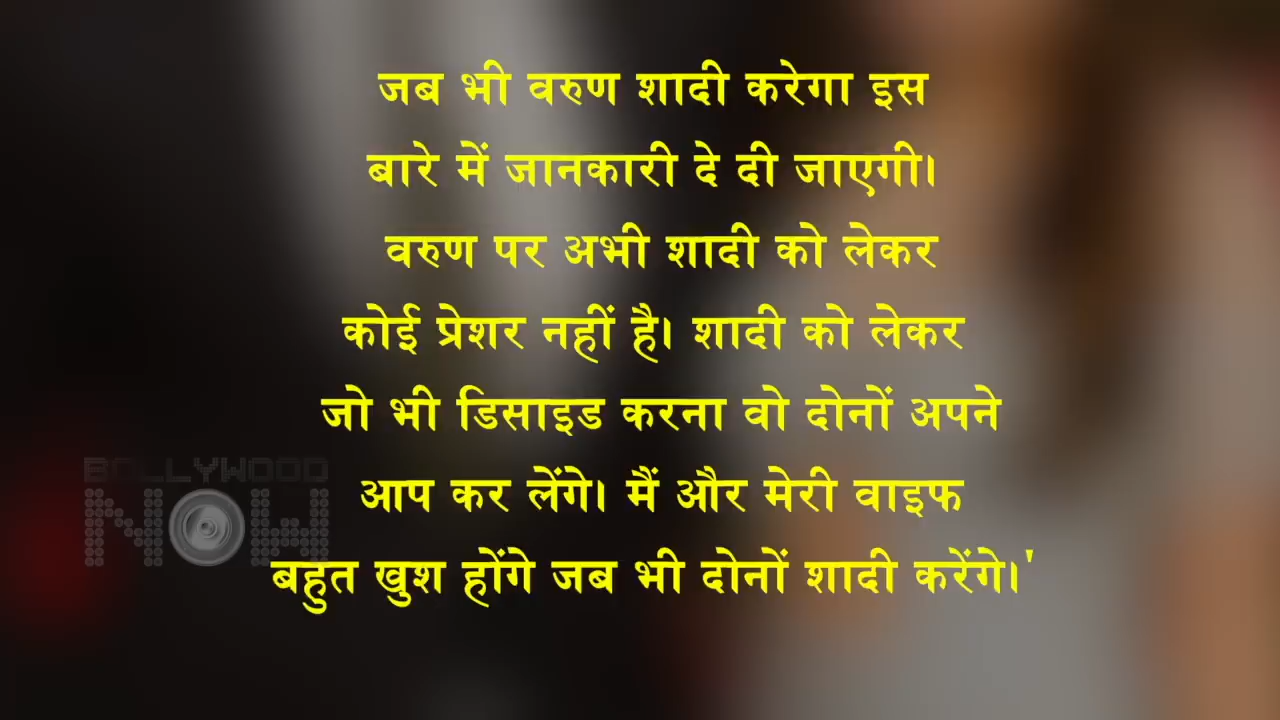 जब भी वरुण शादी करेगा इस
बारे में जानकारी दे दी जाएगी।
वरुण पर अभी शादी को लेकर
कोई प्रेशर नहीं है। शादी को लेकर
जो भी डिसाइड करना वो दोनों अपने
आप कर लेंगे। मैं और मेरी वाइफ
बहुत खुश होंगे जब भी दोनों शादी करेंगे।'
BOLLYWOOD
NOW